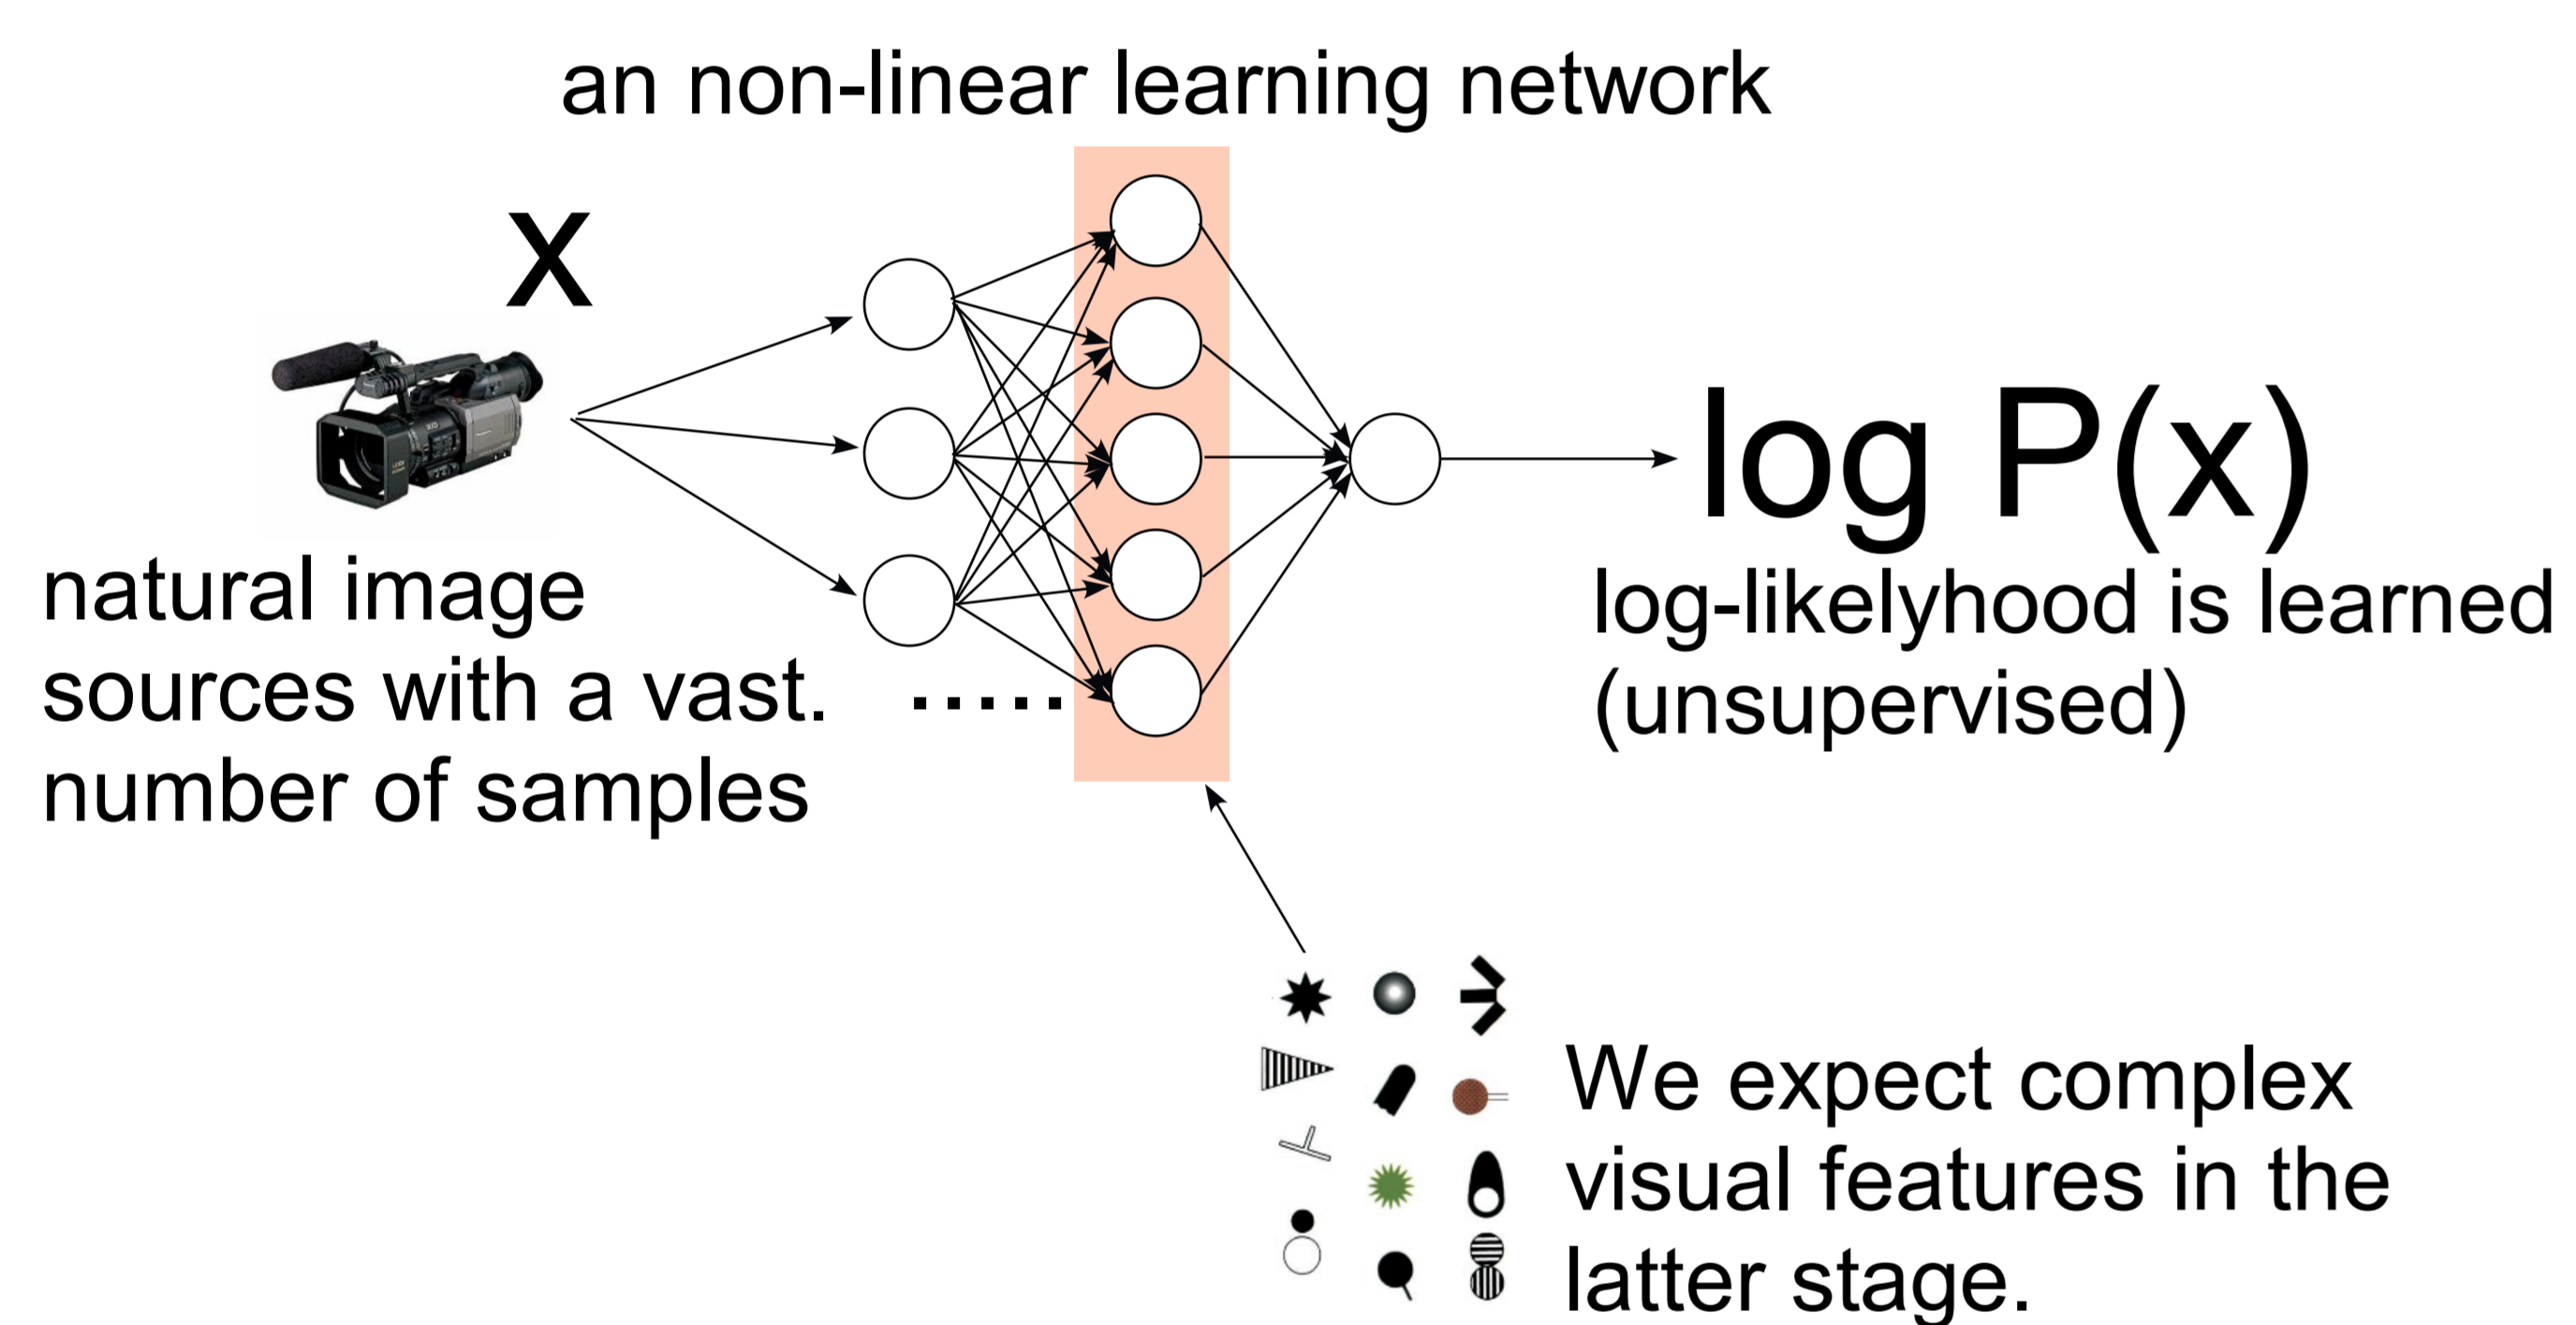 an non-linear learning network
x
natural image
sources with a vast.
number of samples
.....
log P(x)
log-likelyhood is learned
(unsupervised)
We expect complex
visual features in the
latter stage.